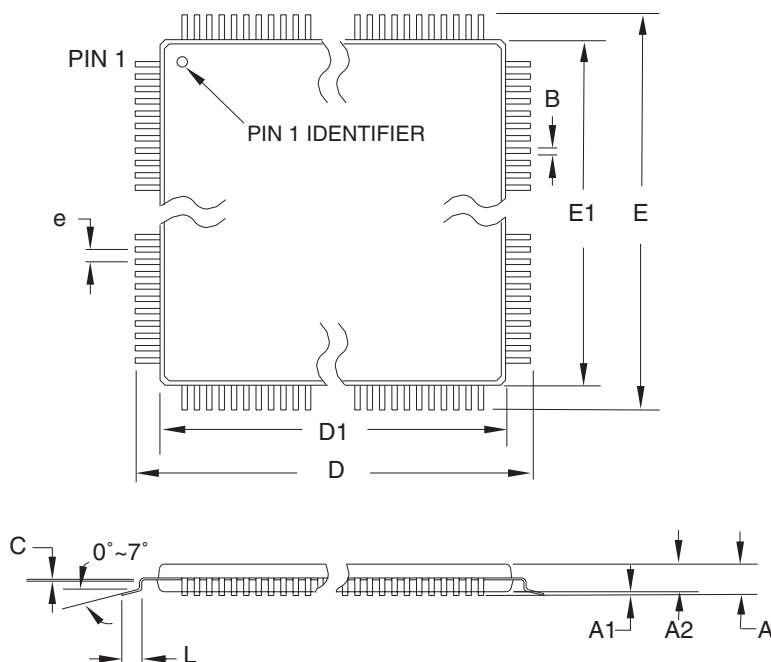 PIN 1
PIN 1 IDENTIFIER
B
e
E1
E
D1
D
C
0°~7°
A1
A2
A
L